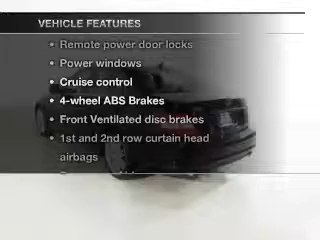 VEHICLE FEATURES
• Remote power door locks
• Power windows
• Cruise control
• 4-wheel ABS Brakes
• Front Ventilated disc brakes
• 1st and 2nd row curtain head
airbags